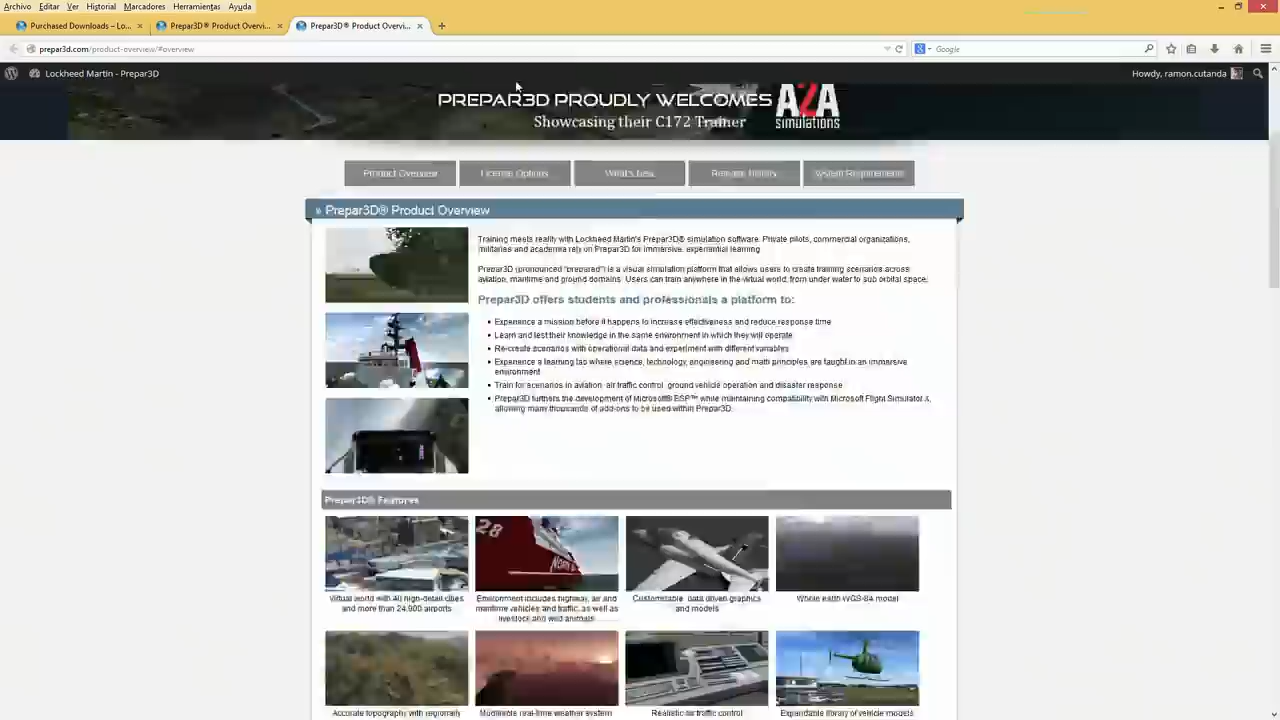 Archivo Editar Ver Historial Marcadores Herramientas Ayuda
Purchased Downloads – Lo... × Prepar3D® Product Overvi... × Prepar3D® Product Overvi... × +
prepar3d.com/product-overview/#overview Google
Lockheed Martin - Prepar3D Howdy, ramon.cutanda
PREPAR3D PROUDLY WELCOMES A2A
Showcasing their C172 Trainer simulations
Product Overview License Options What's New Release History System Requirements
» Prepar3D® Product Overview
Training meets reality with Lockheed Martin's Prepar3D® simulation software. Private pilots, commercial organizations,
militaries and academia rely on Prepar3D for immersive, experiential learning.
Prepar3D (pronounced "prepared") is a visual simulation platform that allows users to create training scenarios across
aviation, maritime and ground domains. Users can train anywhere in the virtual world, from under water to sub orbital space.
Prepar3D offers students and professionals a platform to:
• Experience a mission before it happens to increase effectiveness and reduce response time
• Learn and test their knowledge in the same environment in which they will operate
• Re-create scenarios with operational data and experiment with different variables
• Experience a learning lab where science, technology, engineering and math principles are taught in an immersive
environment
• Train for scenarios in aviation, air traffic control, ground vehicle operation and disaster response
• Prepar3D furthers the development of Microsoft® ESP™ while maintaining compatibility with Microsoft Flight Simulator X,
allowing many thousands of add-ons to be used within Prepar3D.
Prepar3D® Features
28
Virtual world with 40 high-detail cities
and more than 24,900 airports
Environment includes highway, air and
maritime vehicles and traffic, as well as
livestock and wild animals
Customizable, data driven graphics
and models
Whole earth WGS-84 model
Accurate topography with regionally
Modifiable real-time weather system
Realistic air traffic control
Expandable library of vehicle models